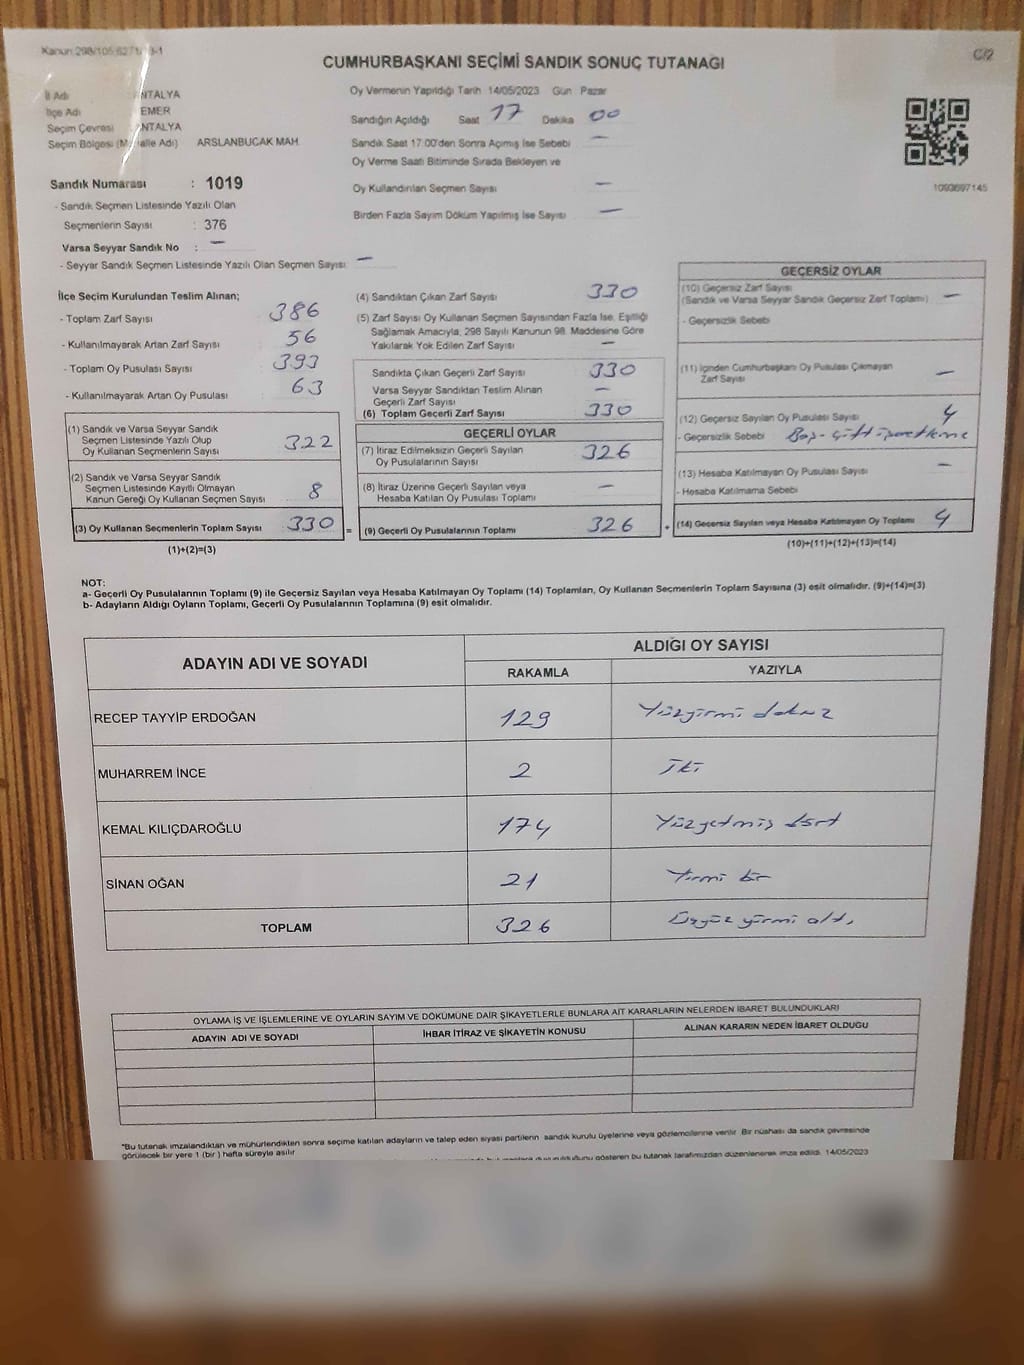 Kanun 298/105 6271/ -1
C/2
CUMHURBAŞKANI SEÇİMİ SANDIK SONUÇ TUTANAĞI
İl Adı NTALYA
İlçe Adı EMER
Seçim Çevresi NTALYA
Seçim Bölgesi (Ma alle Adı) ARSLANBUCAK MAH.
Sandık Numarası : 1019
- Sandık Seçmen Listesinde Yazılı Olan
Seçmenlerin Sayısı : 376
Varsa Seyyar Sandık No : —
- Seyyar Sandık Seçmen Listesinde Yazılı Olan Seçmen Sayısı: —
Oy Vermenin Yapıldığı Tarih 14/05/2023 Gün Pazar
Sandığın Açıldığı Saat 17 Dakika 00
Sandık Saat 17:00'den Sonra Açımış İse Sebebi —
Oy Verme Saati Bitiminde Sırada Bekleyen ve
Oy Kullandırılan Seçmen Sayısı —
Birden Fazla Sayım Döküm Yapılmış İse Sayısı —
1093697145
İlçe Seçim Kurulundan Teslim Alınan;
- Toplam Zarf Sayısı 386
- Kullanılmayarak Artan Zarf Sayısı 56
- Toplam Oy Pusulası Sayısı 393
- Kullanılmayarak Artan Oy Pusulası 63
(1) Sandık ve Varsa Seyyar Sandık
Seçmen Listesinde Yazılı Olup
Oy Kullanan Seçmenlerin Sayısı 322
(2) Sandık ve Varsa Seyyar Sandık
Seçmen Listesinde Kayıtlı Olmayan
Kanun Gereği Oy Kullanan Seçmen Sayısı 8
(3) Oy Kullanan Seçmenlerin Toplam Sayısı 330 =
(1)+(2)=(3)
(4) Sandıktan Çıkan Zarf Sayısı 330
(5) Zarf Sayısı Oy Kullanan Seçmen Sayısından Fazla İse, Eşitliği
Sağlamak Amacıyla, 298 Sayılı Kanunun 98. Maddesine Göre
Yakılarak Yok Edilen Zarf Sayısı —
Sandıkta Çıkan Geçerli Zarf Sayısı 330
Varsa Seyyar Sandıktan Teslim Alınan
Geçerli Zarf Sayısı —
(6) Toplam Geçerli Zarf Sayısı 330
GEÇERLİ OYLAR
(7) İtiraz Edilmeksizin Geçerli Sayılan
Oy Pusulalarının Sayısı 326
(8) İtiraz Üzerine Geçerli Sayılan veya
Hesaba Katılan Oy Pusulası Toplamı —
(9) Geçerli Oy Pusulalarının Toplamı 326 +
GEÇERSİZ OYLAR
(10) Geçersiz Zarf Sayısı
(Sandık ve Varsa Seyyar Sandık Geçersiz Zarf Toplamı) —
- Geçersizlik Sebebi
(11) İçinden Cumhurbaşkanı Oy Pusulası Çıkmayan
Zarf Sayısı —
(12) Geçersiz Sayılan Oy Pusulası Sayısı 4
- Geçersizlik Sebebi Boş- Çift işaretleme
(13) Hesaba Katılmayan Oy Pusulası Sayısı —
- Hesaba Katılmama Sebebi
(14) Geçersiz Sayılan veya Hesaba Katılmayan Oy Toplamı 4
(10)+(11)+(12)+(13)=(14)
NOT:
a- Geçerli Oy Pusulalarının Toplamı (9) ile Geçersiz Sayılan veya Hesaba Katılmayan Oy Toplamı (14) Toplamları, Oy Kullanan Seçmenlerin Toplam Sayısına (3) eşit olmalıdır. (9)+(14)=(3)
b- Adayların Aldığı Oyların Toplamı, Geçerli Oy Pusulalarının Toplamına (9) eşit olmalıdır.
ADAYIN ADI VE SOYADI
ALDIĞI OY SAYISI
RAKAMLA YAZIYLA
RECEP TAYYİP ERDOĞAN 129 Yüzyirmi dokuz
MUHARREM İNCE 2 İki
KEMAL KILIÇDAROĞLU 174 Yüzyetmiş dört
SİNAN OĞAN 21 Yirmi bir
TOPLAM 326 Üçyüz yirmi altı
OYLAMA İŞ VE İŞLEMLERİNE VE OYLARIN SAYIM VE DÖKÜMÜNE DAİR ŞİKAYETLERLE BUNLARA AİT KARARLARIN NELERDEN İBARET BULUNDUKLARI
ADAYIN ADI VE SOYADI İHBAR İTİRAZ VE ŞİKAYETİN KONUSU ALINAN KARARIN NEDEN İBARET OLDUĞU
"Bu tutanak imzalandıktan ve mühürlendikten sonra seçime katılan adayların ve talep eden siyasi partilerin sandık kurulu üyelerine veya gözlemcilerine verilir. Bir nüshası da sandık çevresinde
görülecek bir yere 1 (bir ) hafta süreyle asılır
gösteren bu tutanak tarafımızdan düzenlenerek imza edildi. 14/05/2023